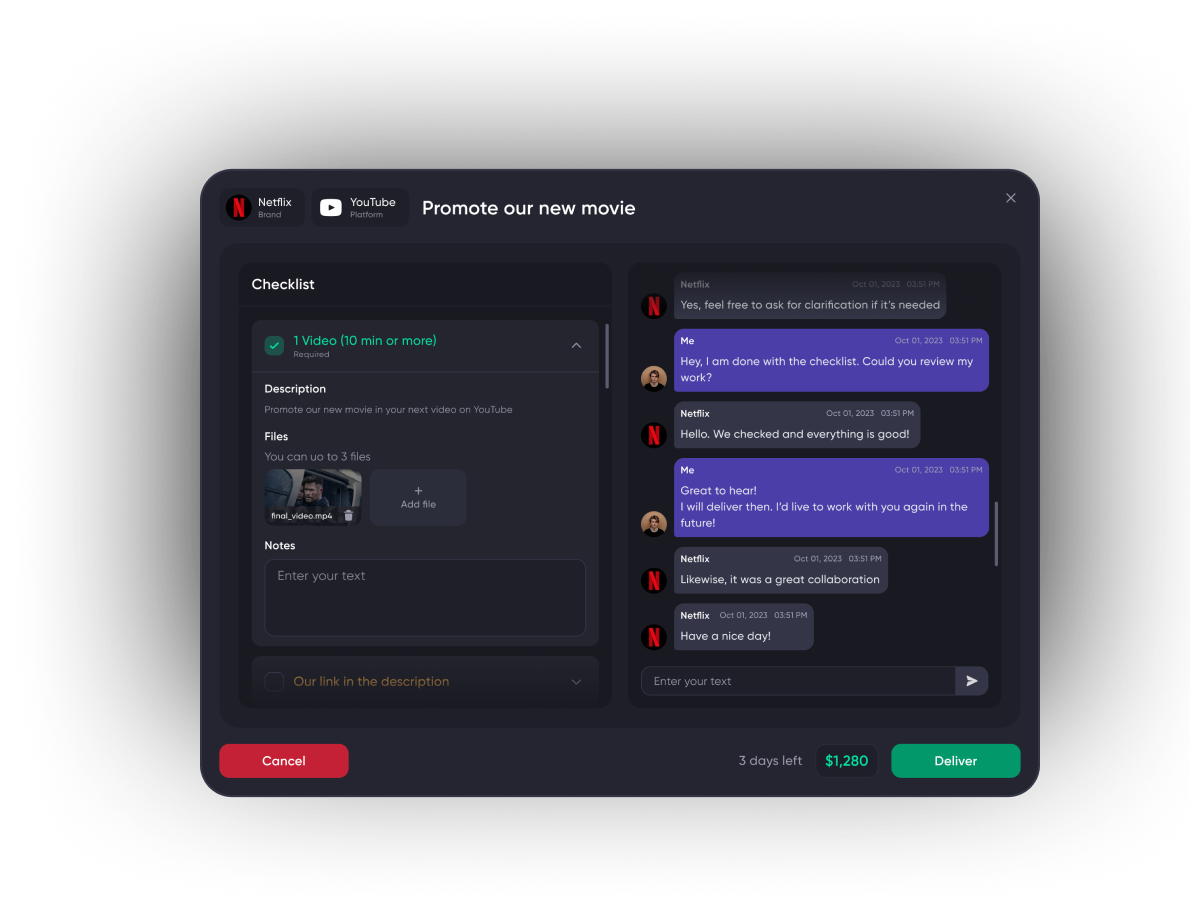 Netflix
Brand
YouTube
Platform
Promote our new movie
Checklist
1 Video (10 min or more)
Required
Description
Promote our new movie in your next video on YouTube
Files
You can uo to 3 files
final_video.mp4
+
Add file
Notes
Enter your text
Our link in the description
Netflix Oct 01, 2023 03:51 PM
Yes, feel free to ask for clarification if it's needed
Me Oct 01, 2023 03:51 PM
Hey, I am done with the checklist. Could you review my
work?
Netflix Oct 01, 2023 03:51 PM
Hello. We checked and everything is good!
Me Oct 01, 2023 03:51 PM
Great to hear!
I will deliver then. I'd live to work with you again in the
future!
Netflix Oct 01, 2023 03:51 PM
Likewise, it was a great collaboration
Netflix Oct 01, 2023 03:51 PM
Have a nice day!
Enter your text
Cancel
3 days left
$1,280
Deliver